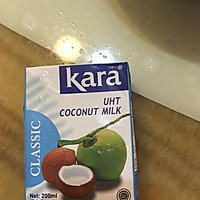 kara
UHT
COCONUT MILK
CLASSIC
Net: 200ml